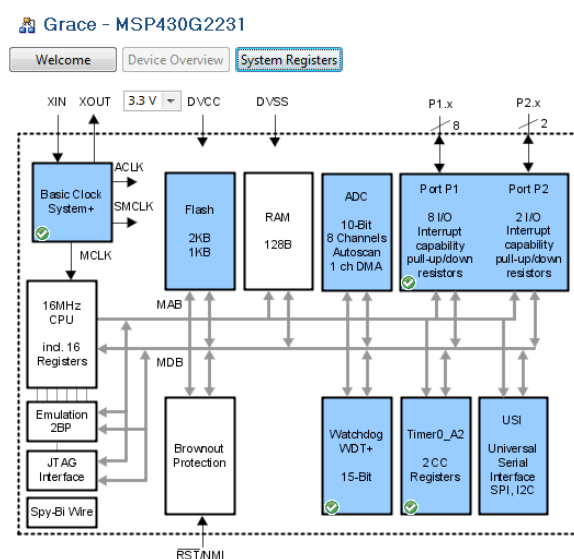 Grace - MSP430G2231
Welcome
Device Overview
System Registers
XIN
XOUT
3.3 V
DVCC
DVSS
P1.x
P2.x
8
2
Basic Clock
System+
ACLK
SMCLK
MCLK
Flash
2KB
1KB
RAM
128B
ADC
10-Bit
8 Channels
Autoscan
1 ch DMA
Port P1
8 I/O
Interrupt
capability
pull-up/down
resistors
Port P2
2 I/O
Interrupt
capability
pull-up/down
resistors
16MHz
CPU
incl. 16
Registers
MAB
MDB
Emulation
2BP
JTAG
Interface
Spy-Bi Wire
Brownout
Protection
Watchdog
WDT+
15-Bit
Timer0_A2
2 CC
Registers
USI
Universal
Serial
Interface
SPI, I2C
RST/NMI